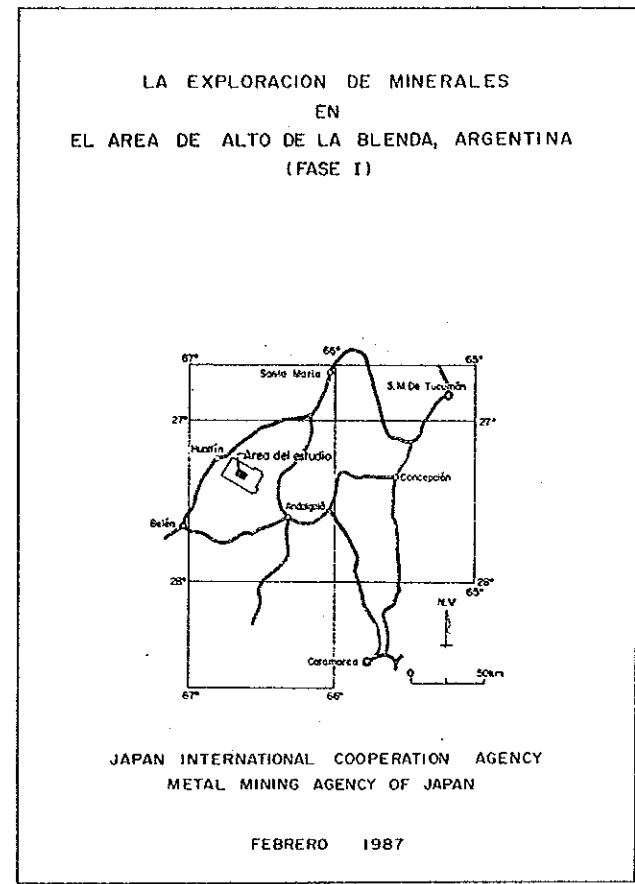 LA EXPLORACION DE MINERALES
EN
EL AREA DE ALTO DE LA BLENDA, ARGENTINA
(FASE I)
67°
66°
65°
Santa María
S.M.De Tucumán
27°
27°
Hualfín
Area del estudio
Concepción
Andalgalá
Belén
28°
28°
65°
N.V
Catamarca
0
50km
67°
66°
JAPAN INTERNATIONAL COOPERATION AGENCY
METAL MINING AGENCY OF JAPAN
FEBRERO 1987